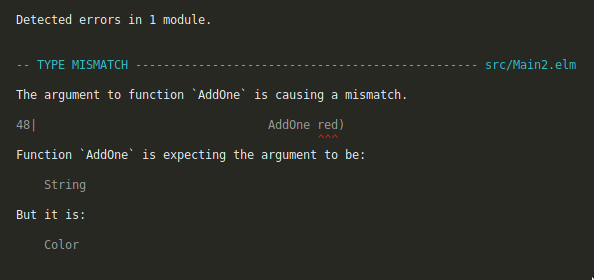 Detected errors in 1 module.
-- TYPE MISMATCH ------------------------------------------------- src/Main2.elm
The argument to function `AddOne` is causing a mismatch.
48|                                 AddOne red)
^^^
Function `AddOne` is expecting the argument to be:
String
But it is:
Color